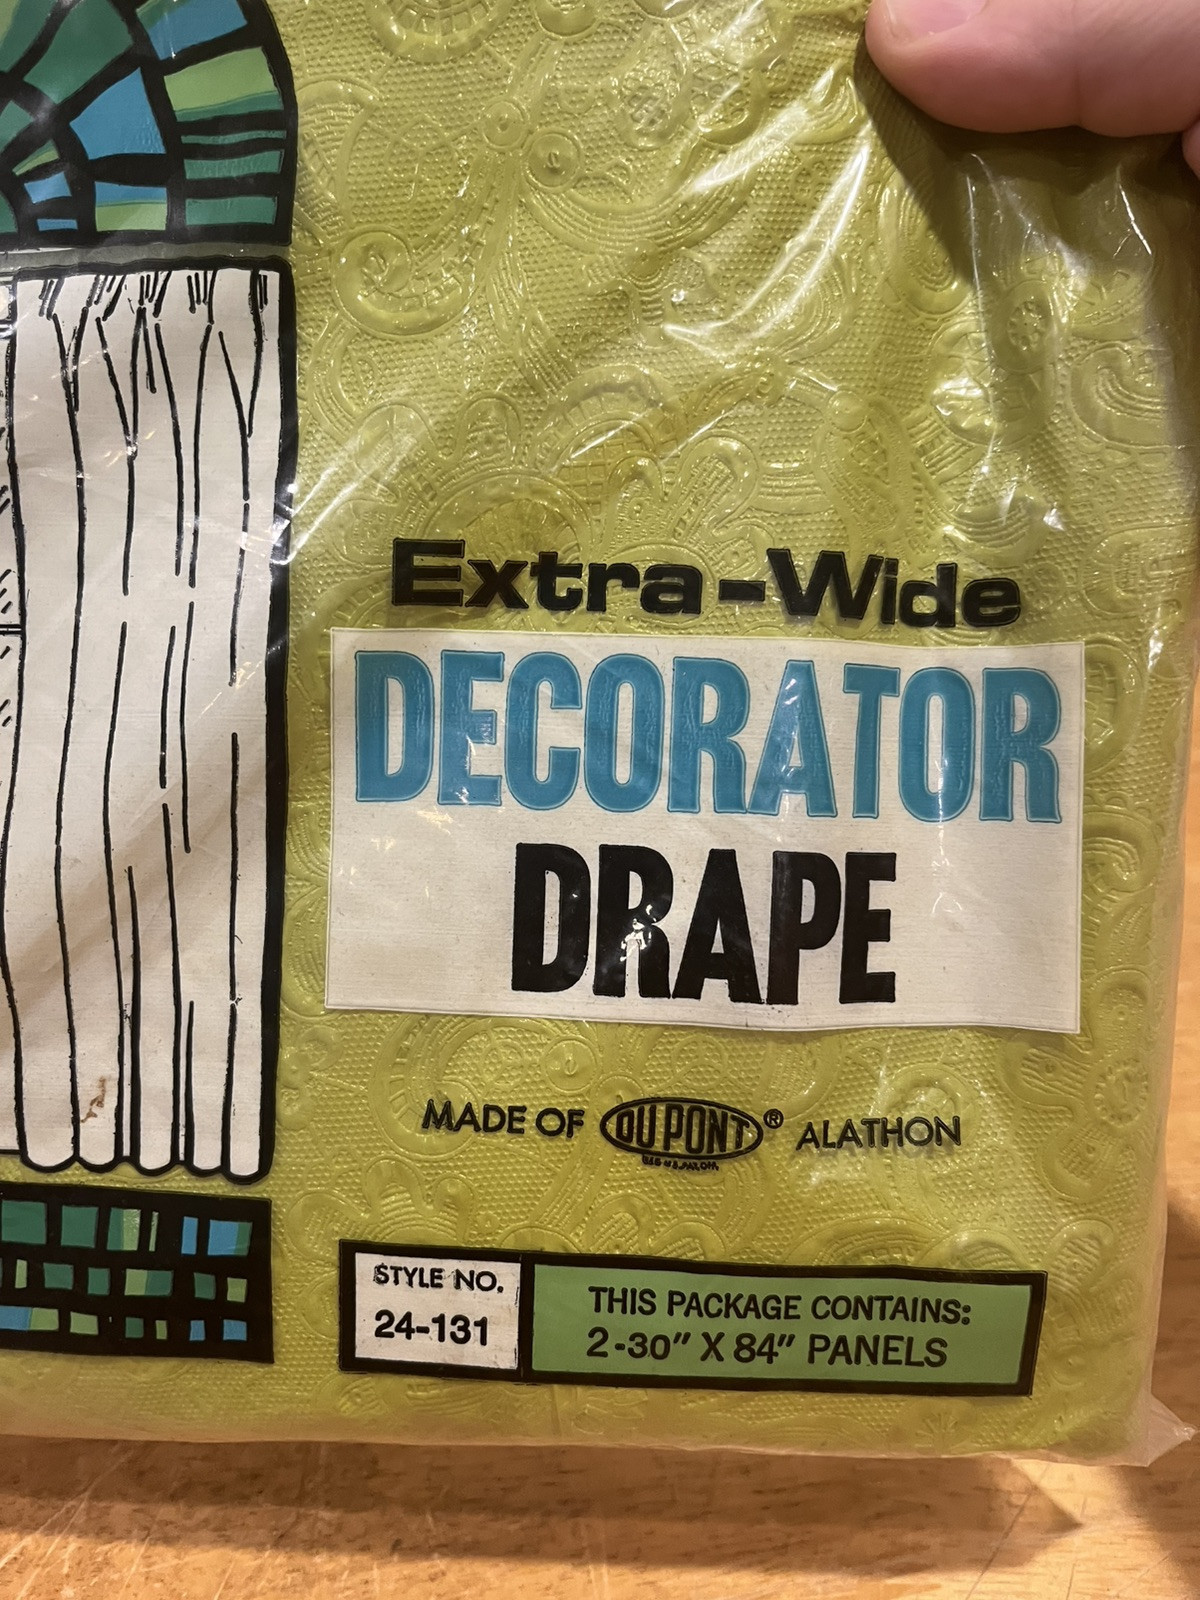 Extra-Wide
DECORATOR
DRAPE
MADE OF DU PONT® ALATHON
STYLE NO.
24-131
THIS PACKAGE CONTAINS:
2-30" X 84" PANELS